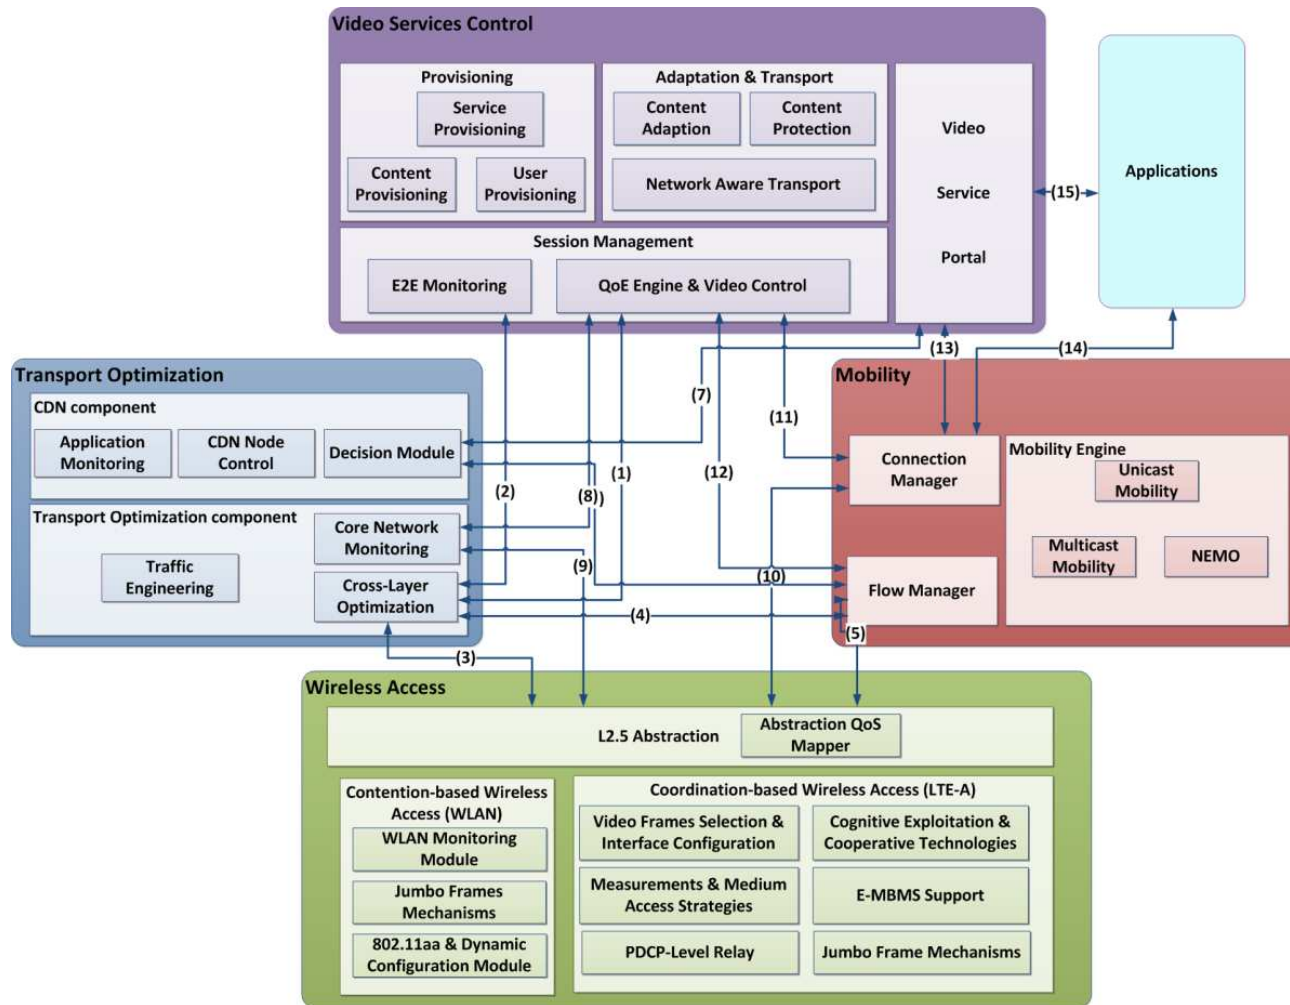 Video Services Control
Provisioning
Service
Provisioning
Content
Provisioning
User
Provisioning
Adaptation & Transport
Content
Adaption
Content
Protection
Network Aware Transport
Video
Service
Portal
Session Management
E2E Monitoring
QoE Engine & Video Control
Applications
(15)
(2)
(8)
(1)
(12)
(11)
(7)
(13)
(14)
Transport Optimization
CDN component
Application
Monitoring
CDN Node
Control
Decision Module
Transport Optimization component
Core Network
Monitoring
Traffic
Engineering
Cross-Layer
Optimization
)
(9)
(10)
(4)
(5)
(3)
Mobility
Connection
Manager
Flow Manager
Mobility Engine
Unicast
Mobility
Multicast
Mobility
NEMO
Wireless Access
L2.5 Abstraction
Abstraction QoS
Mapper
Contention-based Wireless
Access (WLAN)
WLAN Monitoring
Module
Jumbo Frames
Mechanisms
802.11aa & Dynamic
Configuration Module
Coordination-based Wireless Access (LTE-A)
Video Frames Selection &
Interface Configuration
Cognitive Exploitation &
Cooperative Technologies
Measurements & Medium
Access Strategies
E-MBMS Support
PDCP-Level Relay
Jumbo Frame Mechanisms